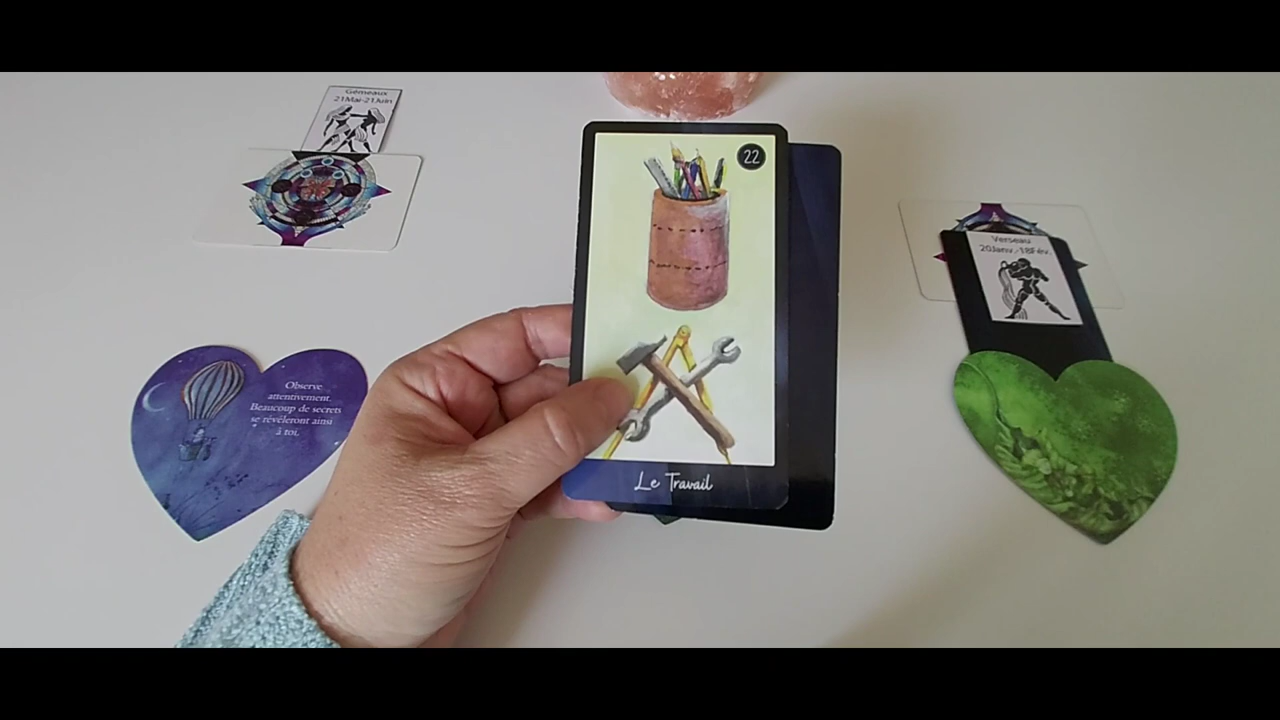 Gémeaux
21Mai-21Juin
22
Le Travail
Verseau
20Janv.-18Fév.
Observe
attentivement.
Beaucoup de secrets
se révéleront ainsi
à toi.